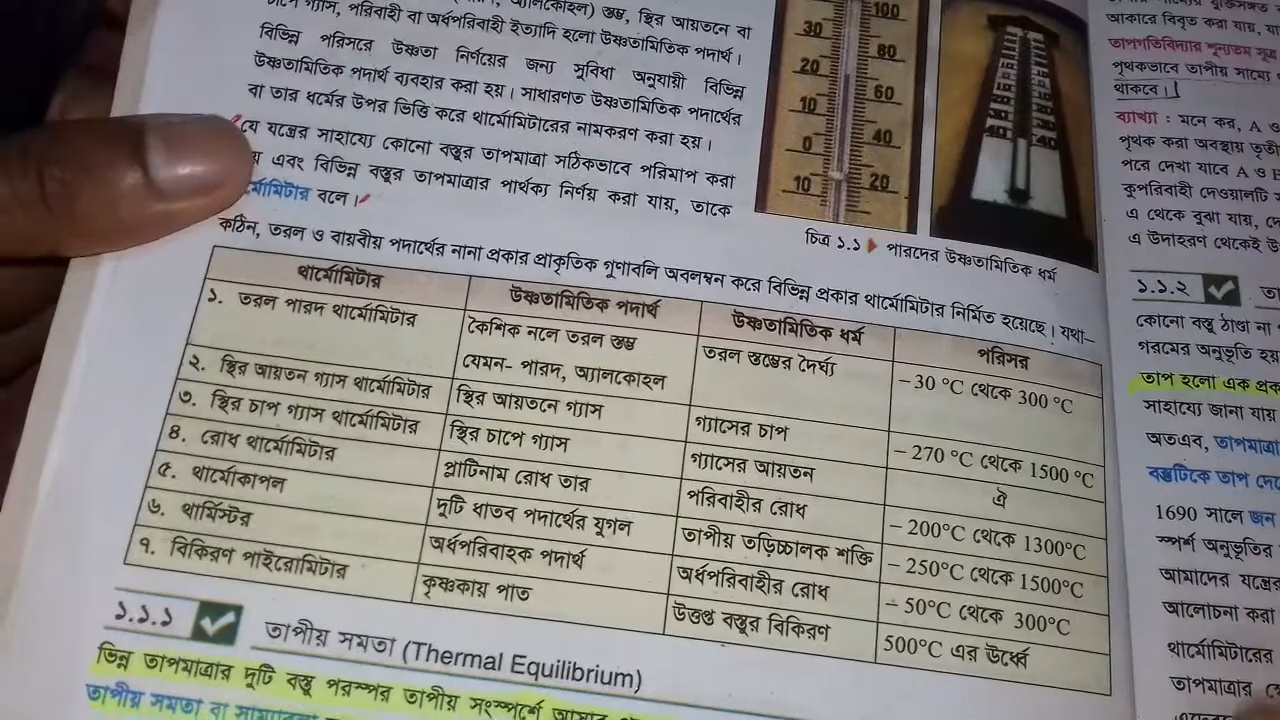 অ্যালকোহল) স্তম্ভ, স্থির আয়তনে বা
গ্যাস, পরিবাহী বা অর্ধপরিবাহী ইত্যাদি হলো উষ্ণতামিতিক পদার্থ।
বিভিন্ন পরিসরে উষ্ণতা নির্ণয়ের জন্য সুবিধা অনুযায়ী বিভিন্ন
উষ্ণতামিতিক পদার্থ ব্যবহার করা হয়। সাধারণত উষ্ণতামিতিক পদার্থের
বা তার ধর্মের উপর ভিত্তি করে থার্মোমিটারের নামকরণ করা হয়।
যে যন্ত্রের সাহায্যে কোনো বস্তুর তাপমাত্রা সঠিকভাবে পরিমাপ করা
এবং বিভিন্ন বস্তুর তাপমাত্রার পার্থক্য নির্ণয় করা যায়, তাকে
র্মোমিটার বলে।
30 20 10 0 10
100 80 60 40 20
চিত্র ১.১ পারদের উষ্ণতামিতিক ধর্ম
কঠিন, তরল ও বায়বীয় পদার্থের নানা প্রকার প্রাকৃতিক গুণাবলি অবলম্বন করে বিভিন্ন প্রকার থার্মোমিটার নির্মিত হয়েছে। যথা–
থার্মোমিটার উষ্ণতামিতিক পদার্থ উষ্ণতামিতিক ধর্ম পরিসর
১. তরল পারদ থার্মোমিটার কৈশিক নলে তরল স্তম্ভ তরল স্তম্ভের দৈর্ঘ্য – 30 °C থেকে 300 °C
যেমন- পারদ, অ্যালকোহল
২. স্থির আয়তন গ্যাস থার্মোমিটার স্থির আয়তনে গ্যাস গ্যাসের চাপ – 270 °C থেকে 1500 °C
৩. স্থির চাপ গ্যাস থার্মোমিটার স্থির চাপে গ্যাস গ্যাসের আয়তন ঐ
৪. রোধ থার্মোমিটার প্লাটিনাম রোধ তার পরিবাহীর রোধ – 200°C থেকে 1300°C
৫. থার্মোকাপল দুটি ধাতব পদার্থের যুগল তাপীয় তড়িচ্চালক শক্তি – 250°C থেকে 1500°C
৬. থার্মিস্টর অর্ধপরিবাহক পদার্থ অর্ধপরিবাহীর রোধ – 50°C থেকে 300°C
৭. বিকিরণ পাইরোমিটার কৃষ্ণকায় পাত উত্তপ্ত বস্তুর বিকিরণ 500°C এর ঊর্ধ্বে
১.১.১ তাপীয় সমতা (Thermal Equilibrium)
ভিন্ন তাপমাত্রার দুটি বস্তু পরস্পর তাপীয় সংস্পর্শে
তাপীয় সমতা বা
আকারে বিবৃত করা যায়,
তাপগতিবিদ্যার শূন্যতম
পৃথকভাবে তাপীয় সাম্যে
থাকবে।
ব্যাখ্যা : মনে কর, A ও
পৃথক করা অবস্থায়
পরে দেখা যাবে A ও
কুপরিবাহী দেওয়ালটি
এ থেকে বুঝা যায়,
এ উদাহরণ থেকেই
১.১.২
কোনো বস্তু ঠাণ্ডা না
গরমের অনুভূতি হয়
তাপ হলো এক
সাহায্যে জানা যায়
অতএব, তাপমাত্রা
বস্তুটিকে তাপ
1690 সালে জন
স্পর্শ অনুভূতির
আমাদের যন্ত্রের
আলোচনা করা
থার্মোমিটারের
তাপমাত্রার